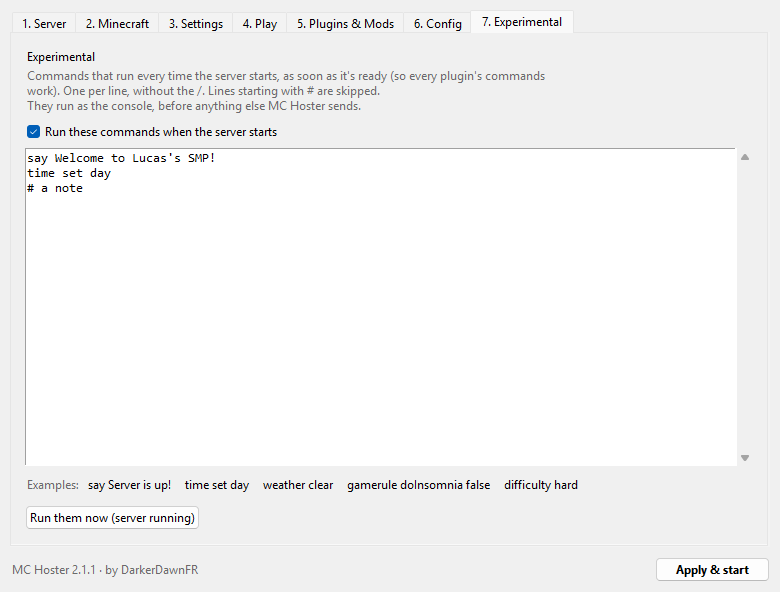 1. Server 2. Minecraft 3. Settings 4. Play 5. Plugins & Mods 6. Config 7. Experimental
Experimental
Commands that run every time the server starts, as soon as it's ready (so every plugin's commands
work). One per line, without the /. Lines starting with # are skipped.
They run as the console, before anything else MC Hoster sends.
Run these commands when the server starts
say Welcome to Lucas's SMP!
time set day
# a note
Examples: say Server is up! time set day weather clear gamerule doInsomnia false difficulty hard
Run them now (server running)
MC Hoster 2.1.1 · by DarkerDawnFR Apply & start